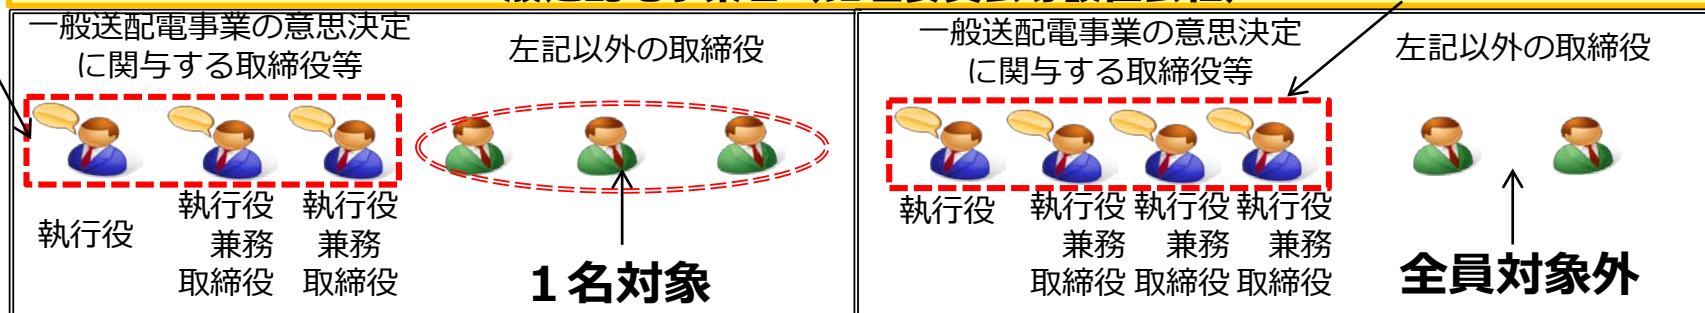 一般送配電事業の意思決定
に関与する取締役等
左記以外の取締役
執行役
執行役
兼務
取締役
執行役
兼務
取締役
１名対象
一般送配電事業の意思決定
に関与する取締役等
左記以外の取締役
執行役
執行役
兼務
取締役
執行役
兼務
取締役
執行役
兼務
取締役
全員対象外